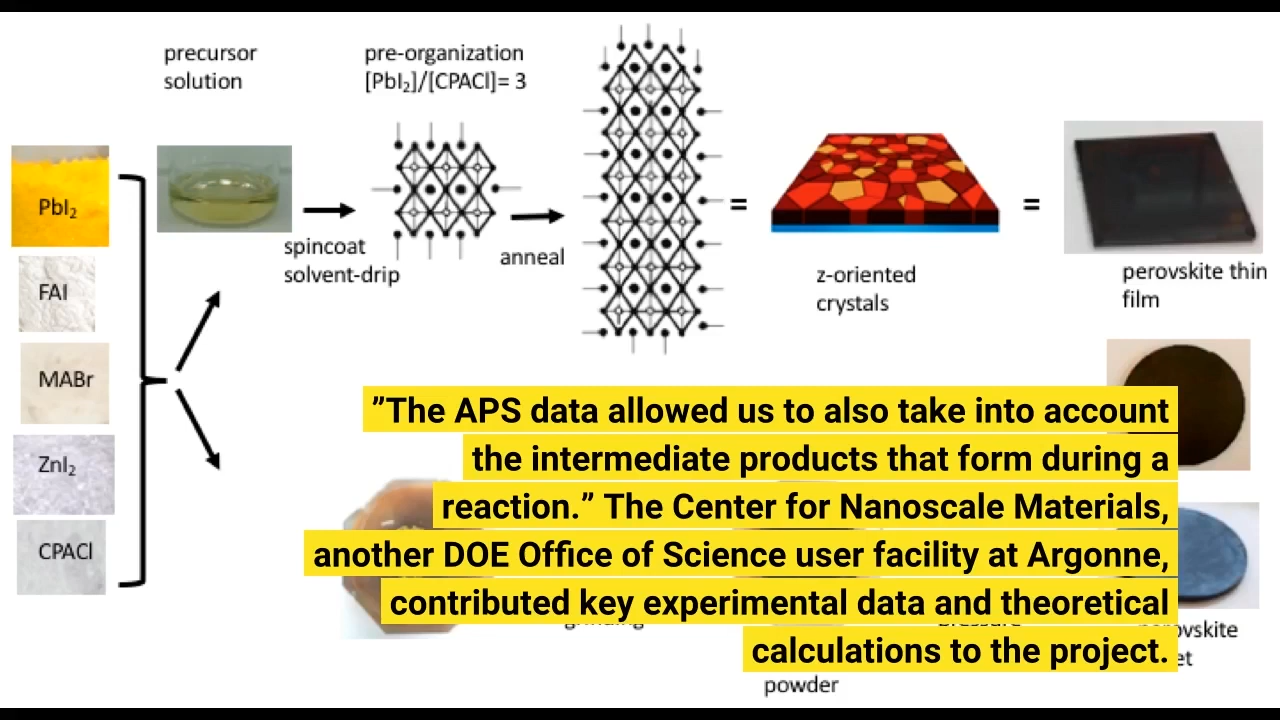 precursor
solution
pre-organization
[PbI₂]/[CPACl]= 3
PbI₂
FAI
MABr
ZnI₂
CPACl
spincoat
solvent-drip
anneal
=
z-oriented
crystals
=
perovskite thin
film
”The APS data allowed us to also take into account
the intermediate products that form during a
reaction.” The Center for Nanoscale Materials,
another DOE Office of Science user facility at Argonne,
contributed key experimental data and theoretical
calculations to the project.
grinding
pressure
powder